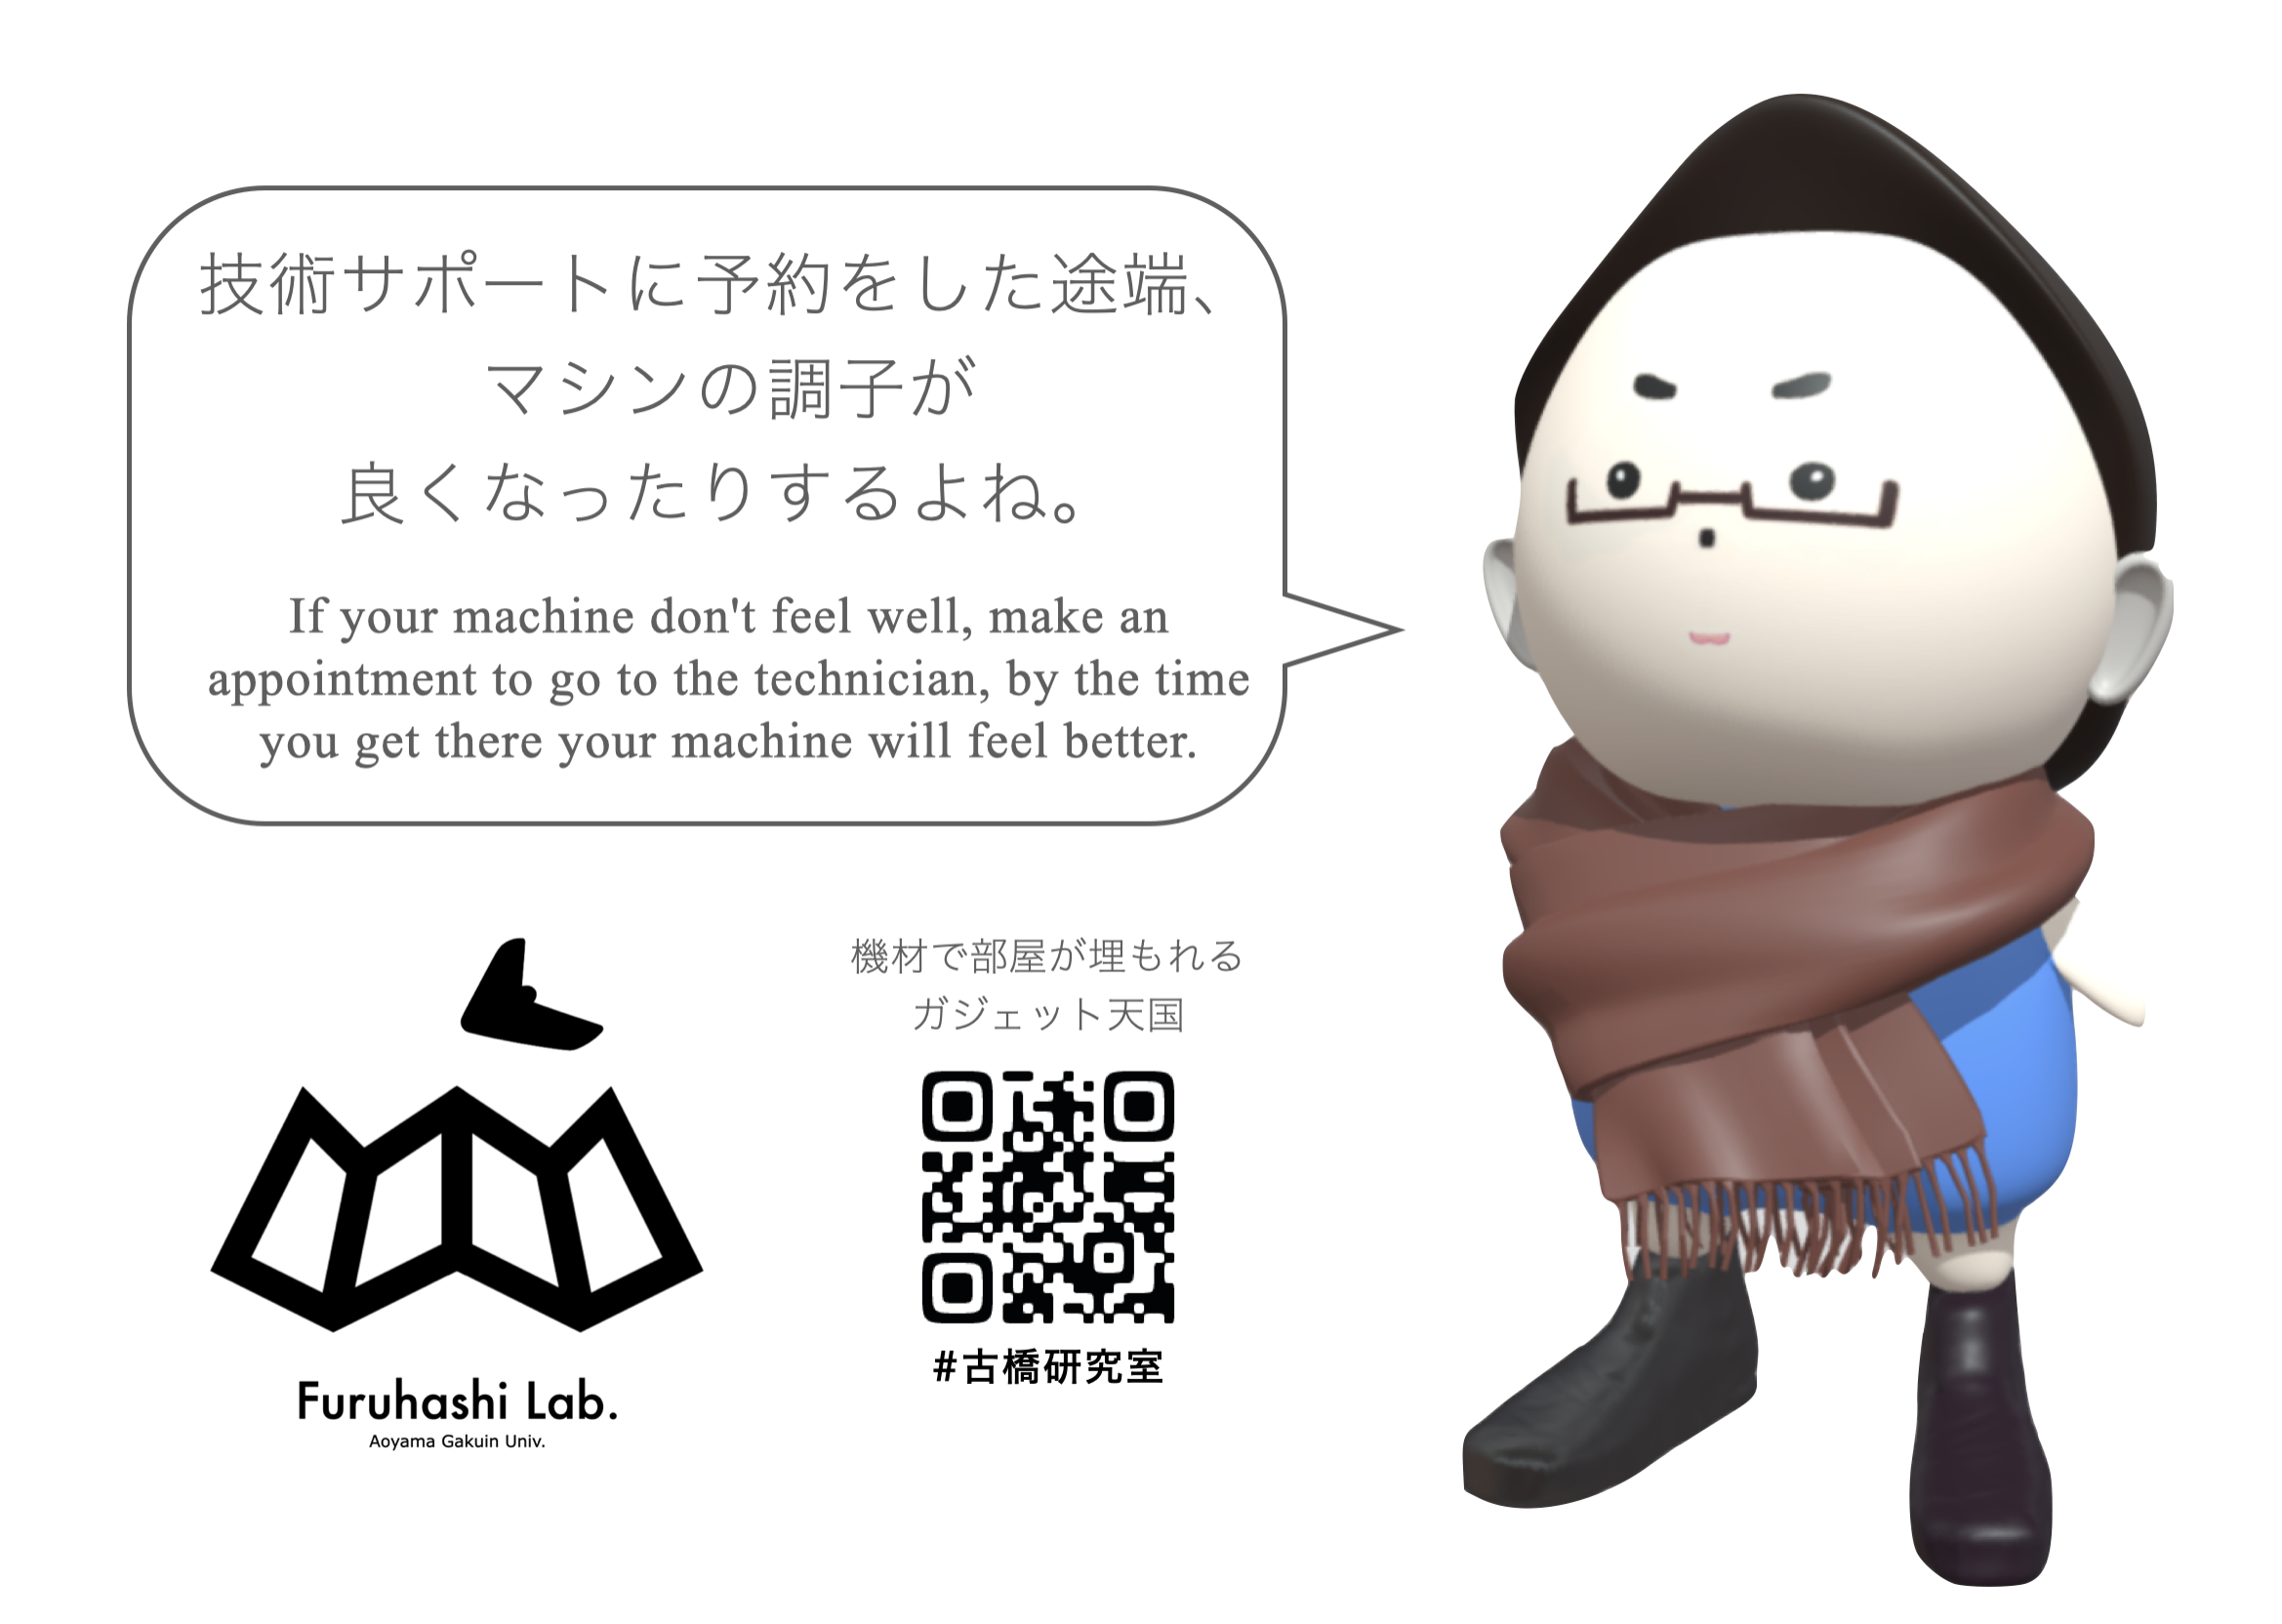 技術サポートに予約をした途端、
マシンの調子が
良くなったりするよね。
If your machine don't feel well, make an
appointment to go to the technician, by the time
you get there your machine will feel better.
機材で部屋が埋もれる
ガジェット天国
#古橋研究室
Furuhashi Lab.
Aoyama Gakuin Univ.